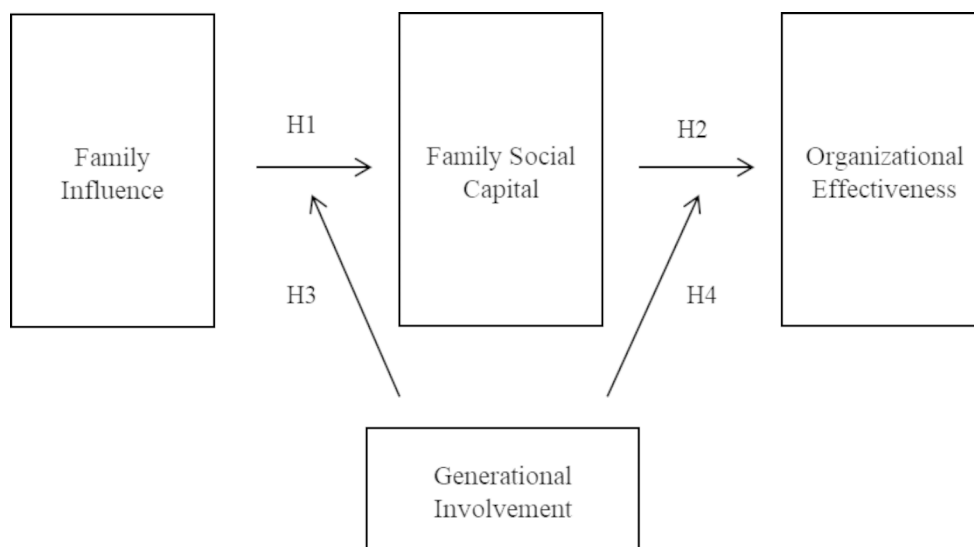 H1
H2
Family
Influence
Family Social
Capital
Organizational
Effectiveness
H3
H4
Generational
Involvement